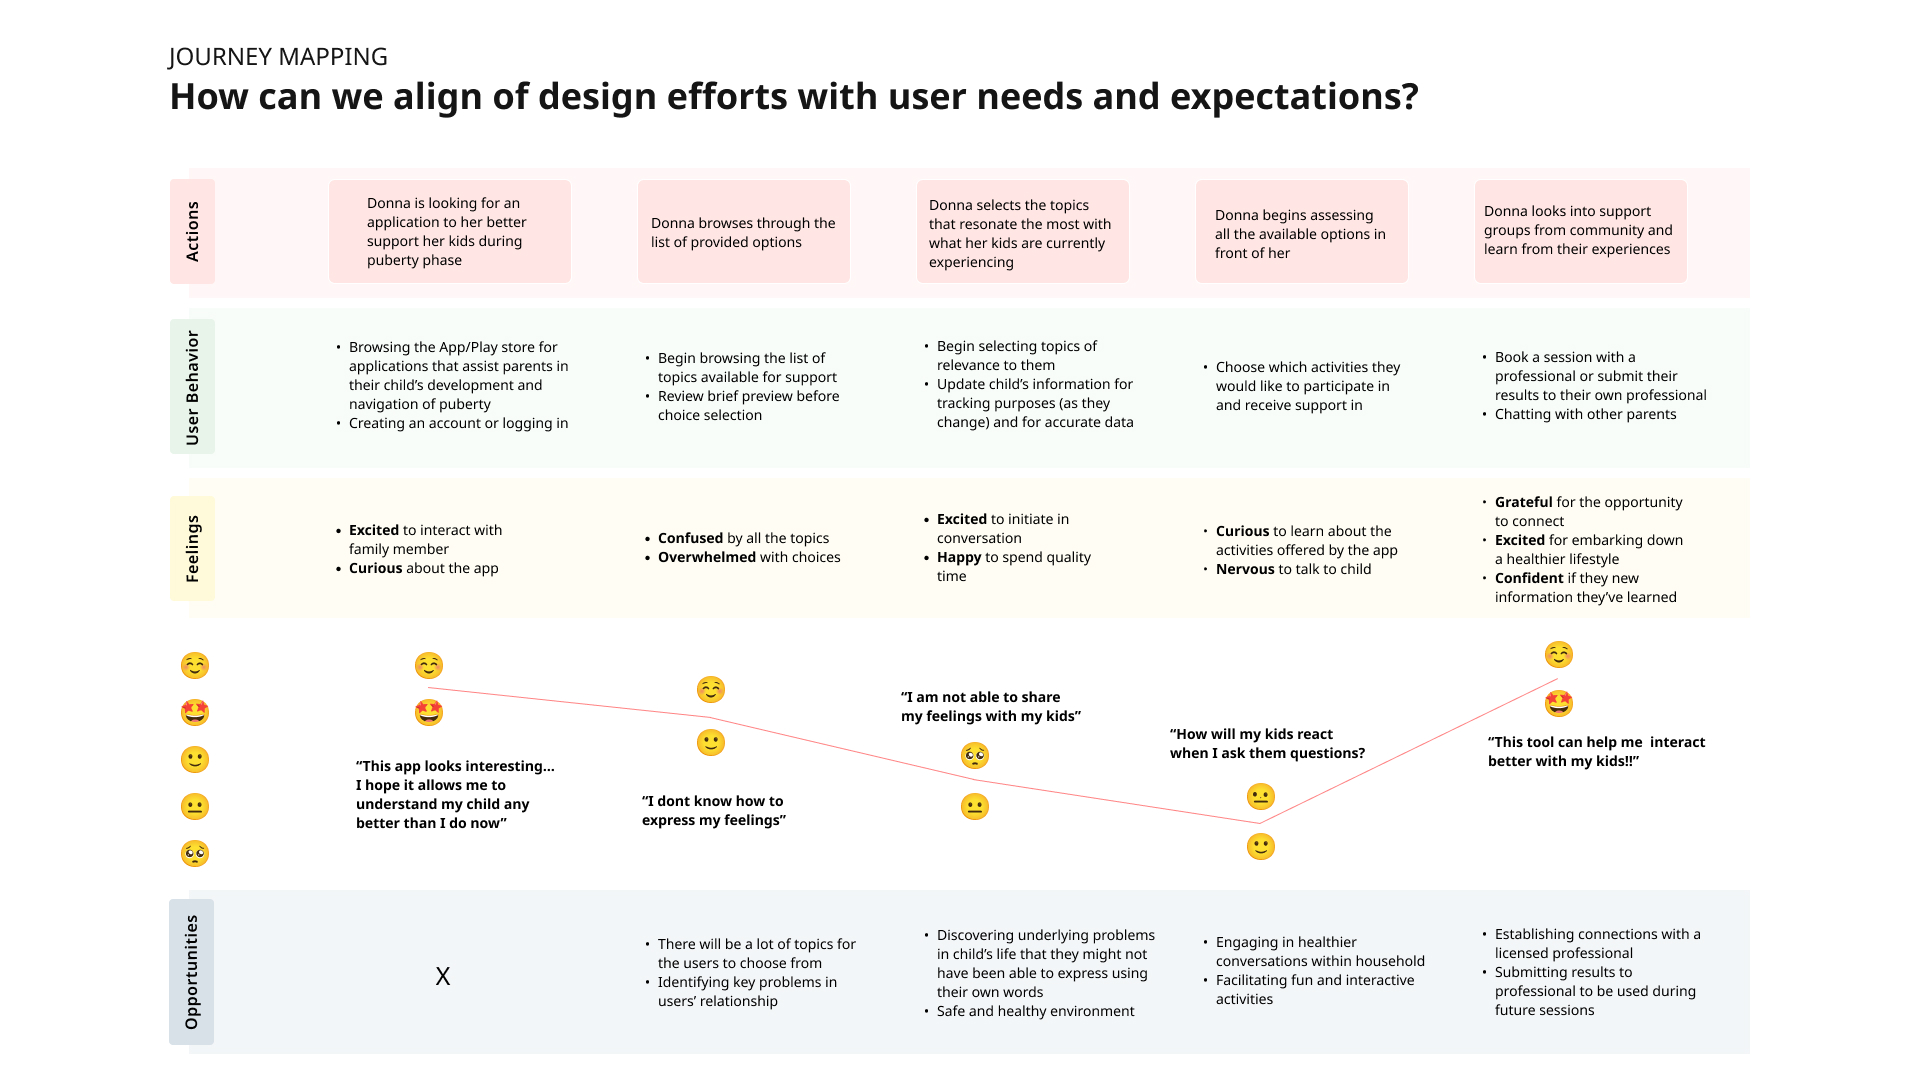 JOURNEY MAPPING
How can we align of design efforts with user needs and expectations?
Actions
Donna is looking for an
application to her better
support her kids during
puberty phase
Donna browses through the
list of provided options
Donna selects the topics
that resonate the most with
what her kids are currently
experiencing
Donna begins assessing
all the available options in
front of her
Donna looks into support
groups from community and
learn from their experiences
User Behavior
• Browsing the App/Play store for
applications that assist parents in
their child’s development and
navigation of puberty
• Creating an account or logging in
• Begin browsing the list of
topics available for support
• Review brief preview before
choice selection
• Begin selecting topics of
relevance to them
• Update child’s information for
tracking purposes (as they
change) and for accurate data
• Choose which activities they
would like to participate in
and receive support in
• Book a session with a
professional or submit their
results to their own professional
• Chatting with other parents
Feelings
• Excited to interact with
family member
• Curious about the app
• Confused by all the topics
• Overwhelmed with choices
• Excited to initiate in
conversation
• Happy to spend quality
time
• Curious to learn about the
activities offered by the app
• Nervous to talk to child
• Grateful for the opportunity
to connect
• Excited for embarking down
a healthier lifestyle
• Confident if they new
information they’ve learned
“This app looks interesting...
I hope it allows me to
understand my child any
better than I do now”
“I dont know how to
express my feelings”
“I am not able to share
my feelings with my kids”
“How will my kids react
when I ask them questions?
“This tool can help me  interact
better with my kids!!”
Opportunities
X
• There will be a lot of topics for
the users to choose from
• Identifying key problems in
users’ relationship
• Discovering underlying problems
in child’s life that they might not
have been able to express using
their own words
• Safe and healthy environment
• Engaging in healthier
conversations within household
• Facilitating fun and interactive
activities
• Establishing connections with a
licensed professional
• Submitting results to
professional to be used during
future sessions